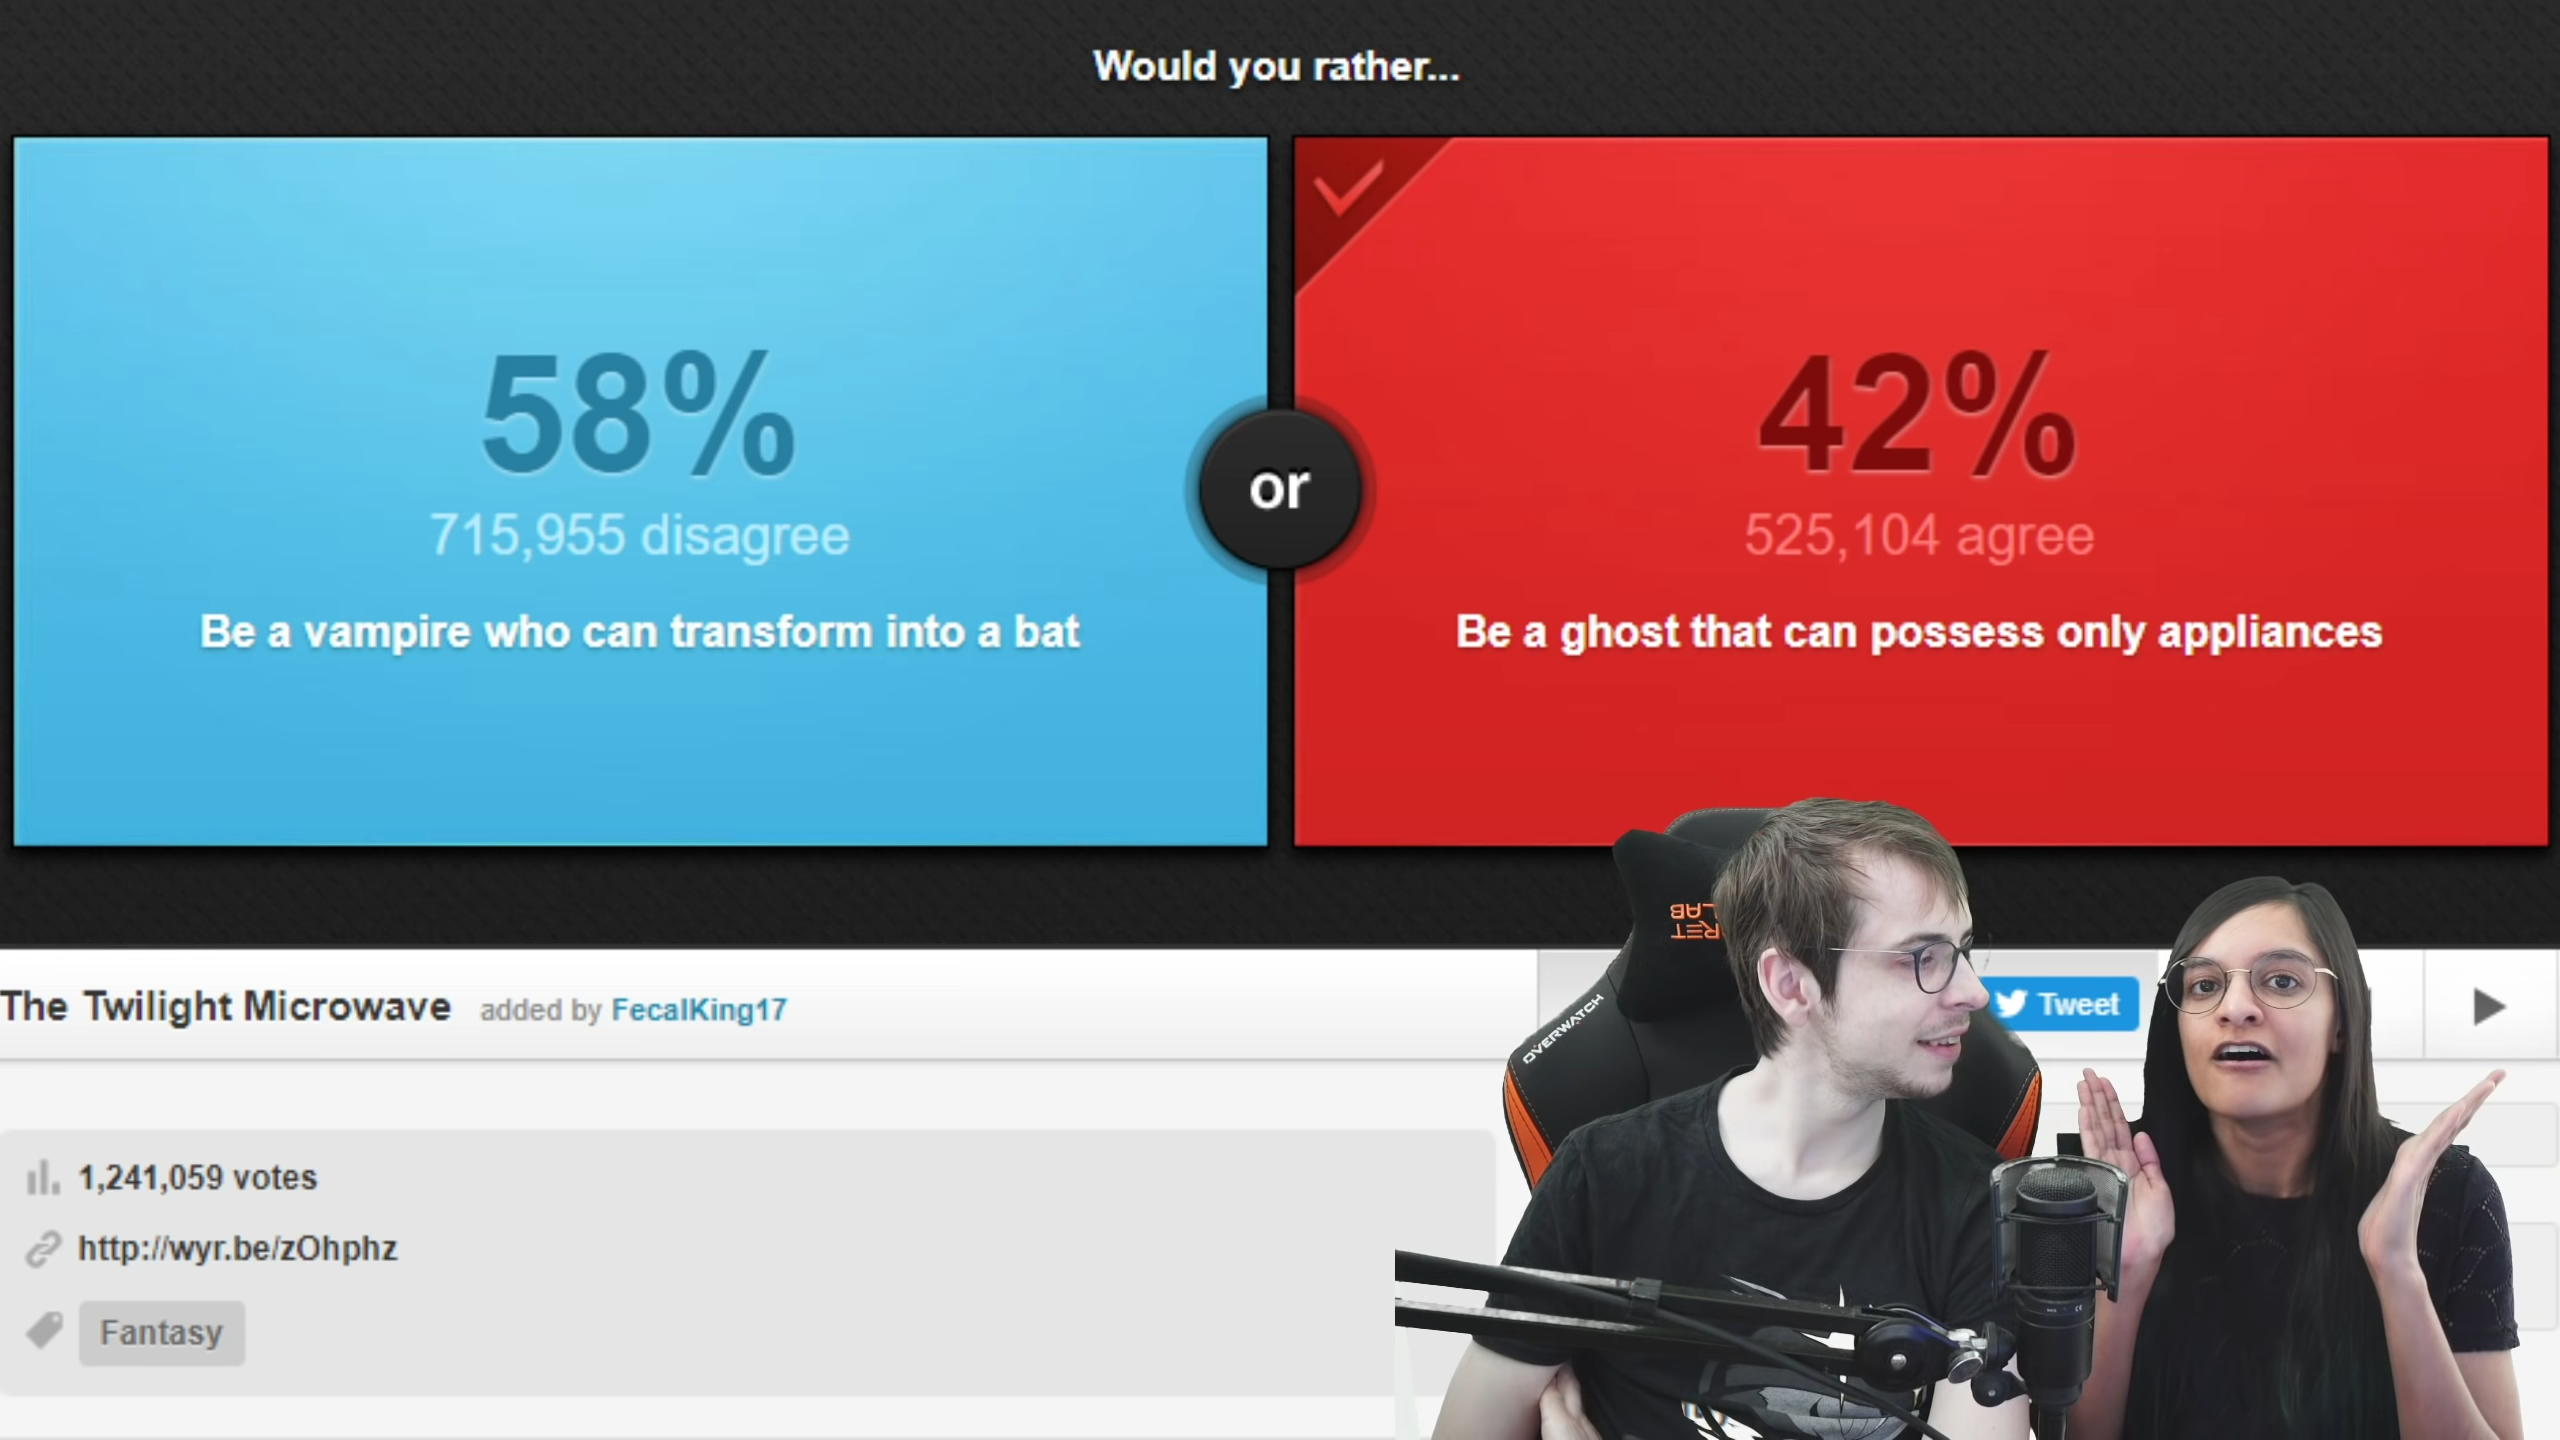 Would you rather...
58%
715,955 disagree
Be a vampire who can transform into a bat
or
42%
525,104 agree
Be a ghost that can possess only appliances
The Twilight Microwave added by FecalKing17
Tweet
1,241,059 votes
http://wyr.be/zOhphz
Fantasy
OVERWATCH